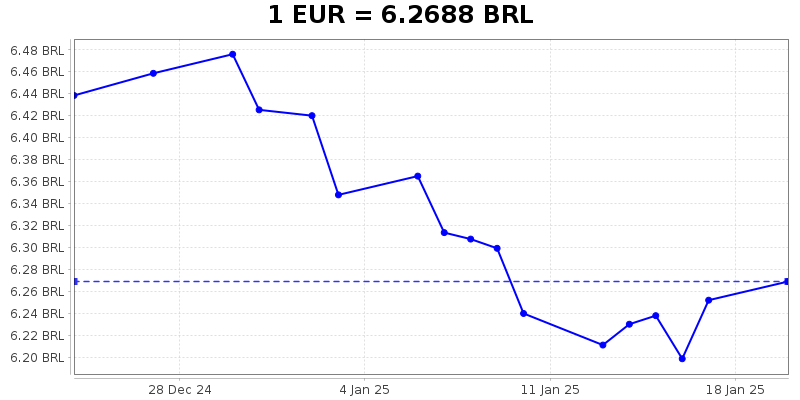 1 EUR = 6.2688 BRL
6.48 BRL
6.46 BRL
6.44 BRL
6.42 BRL
6.40 BRL
6.38 BRL
6.36 BRL
6.34 BRL
6.32 BRL
6.30 BRL
6.28 BRL
6.26 BRL
6.24 BRL
6.22 BRL
6.20 BRL
28 Dec 24 4 Jan 25 11 Jan 25 18 Jan 25